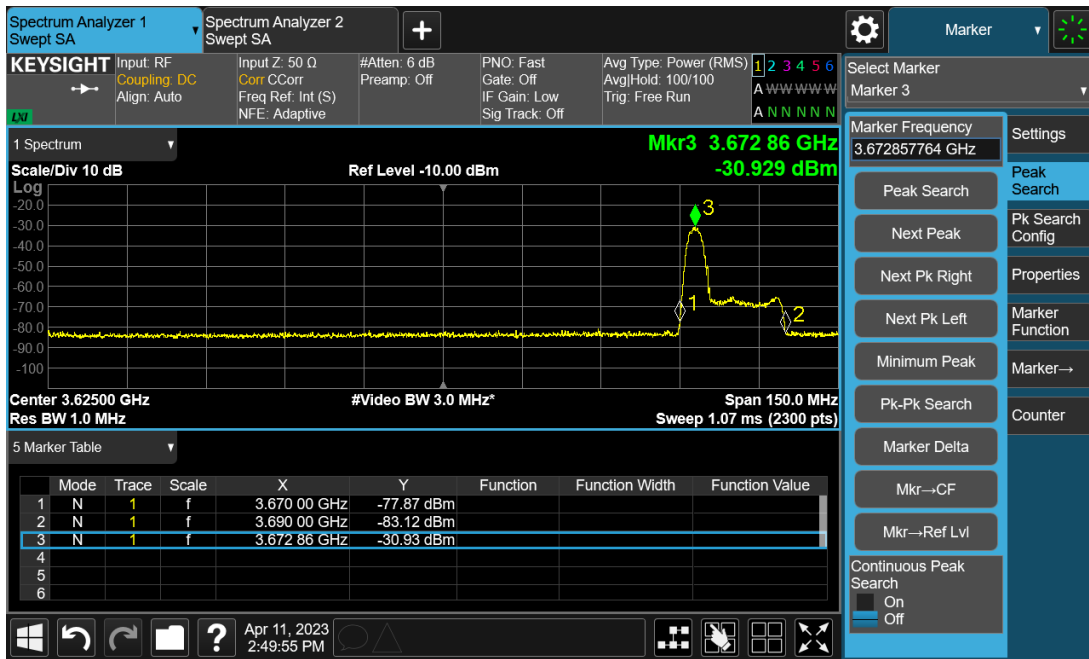 Spectrum Analyzer 1
Swept SA
Spectrum Analyzer 2
Swept SA
+
Marker
KEYSIGHT
LXI
Input: RF
Coupling: DC
Align: Auto
Input Z: 50 Ω
Corr CCorr
Freq Ref: Int (S)
NFE: Adaptive
#Atten: 6 dB
Preamp: Off
PNO: Fast
Gate: Off
IF Gain: Low
Sig Track: Off
Avg Type: Power (RMS)
Avg|Hold: 100/100
Trig: Free Run
1 2 3 4 5 6
A W W W W W
A N N N N N
Select Marker
Marker 3
1 Spectrum
Scale/Div 10 dB
Ref Level -10.00 dBm
Mkr3 3.672 86 GHz
-30.929 dBm
Log
-20.0
-30.0
-40.0
-50.0
-60.0
-70.0
-80.0
-90.0
-100
3
1
2
Center 3.62500 GHz
#Video BW 3.0 MHz*
Span 150.0 MHz
Res BW 1.0 MHz
Sweep 1.07 ms (2300 pts)
5 Marker Table
Mode Trace Scale X Y Function Function Width Function Value
1 N 1 f 3.670 00 GHz -77.87 dBm
2 N 1 f 3.690 00 GHz -83.12 dBm
3 N 1 f 3.672 86 GHz -30.93 dBm
4
5
6
Marker Frequency
3.672857764 GHz
Peak Search
Next Peak
Next Pk Right
Next Pk Left
Minimum Peak
Pk-Pk Search
Marker Delta
Mkr→CF
Mkr→Ref Lvl
Continuous Peak
Search
On
Off
Settings
Peak
Search
Pk Search
Config
Properties
Marker
Function
Marker→
Counter
?
Apr 11, 2023
2:49:55 PM